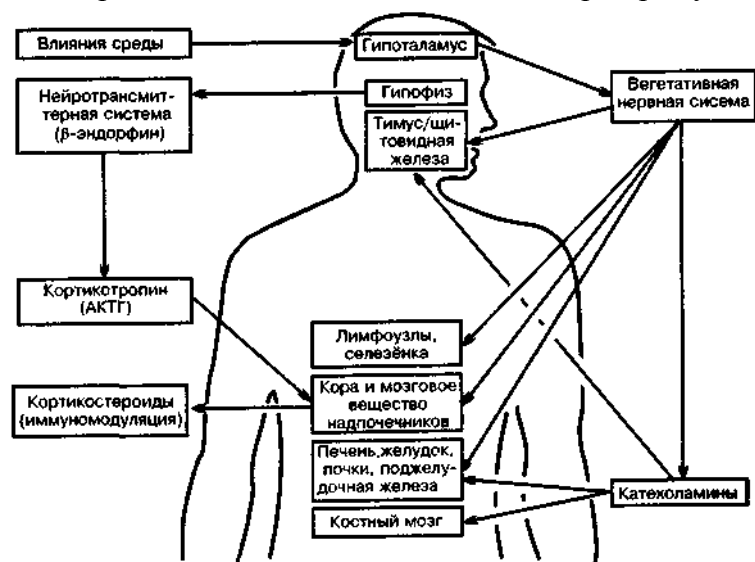 Влияния среды
Гипоталамус
Нейротрансмит-
терная система
(β-эндорфин)
Гипофиз
Тимус/щи-
товидная
железа
Вегетативная
нервная сисема
Кортикотропин
(АКТГ)
Лимфоузлы,
селезёнка
Кортикостероиды
(иммуномодуляция)
Кора и мозговое
вещество
надпочечников
Печень,желудок,
почки, поджелу-
дочная железа
Костный мозг
Катехоламины